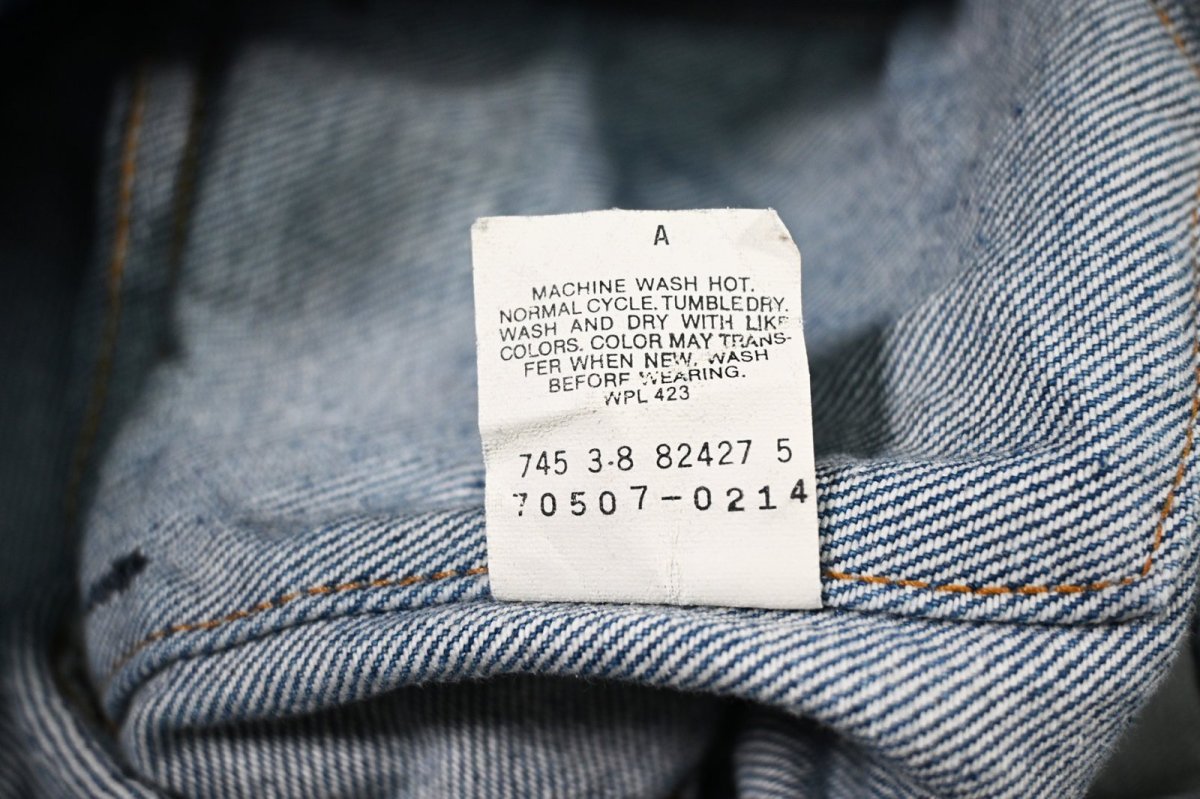 A
MACHINE WASH HOT.
NORMAL CYCLE. TUMBLE DRY.
WASH AND DRY WITH LIKE
COLORS. COLOR MAY TRANS-
FER WHEN NEW. WASH
BEFORE WEARING.
WPL 423
745 3-8 82427 5
70507-0214